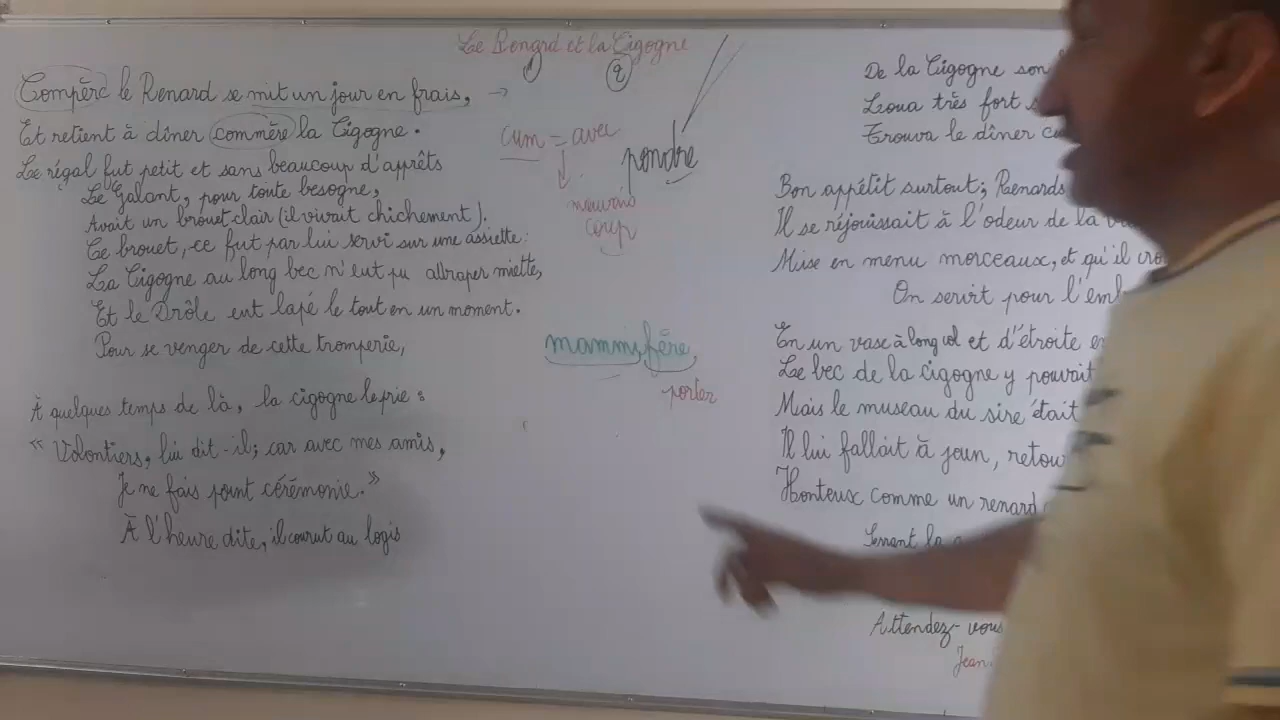 Le Renard et la Cigogne
q
Compère le Renard se mit un jour en frais,
Et retient à dîner commère la Cigogne.
Le régal fut petit et sans beaucoup d'apprêts
Le Galant, pour toute besogne,
Avait un brouet clair (il vivait chichement).
Ce brouet, ce fut par lui servi sur une assiette:
La Cigogne au long bec n'eut pu attraper miette,
Et le Drôle eut lapé le tout en un moment.
Pour se venger de cette tromperie,
À quelques temps de là, la cigogne le prie :
« Volontiers, lui dit-il; car avec mes amis,
Je ne fais point cérémonie. »
À l'heure dite, il courut au logis
cum = avec
mauvais
coup
pondre
mammifère,
porter
De la Cigogne son
Loua très fort
Trouva le dîner
Bon appétit surtout; Renards
Il se réjouissait à l'odeur de la
Mise en menu morceaux, et qu'il
On servit pour l'em
En un vase à long col et d'étroite
Le bec de la cigogne y pouvait
Mais le museau du sire était
Il lui fallait à jeun, retou
Honteux comme un renard
Serrant la
Attendez-vous
Jean